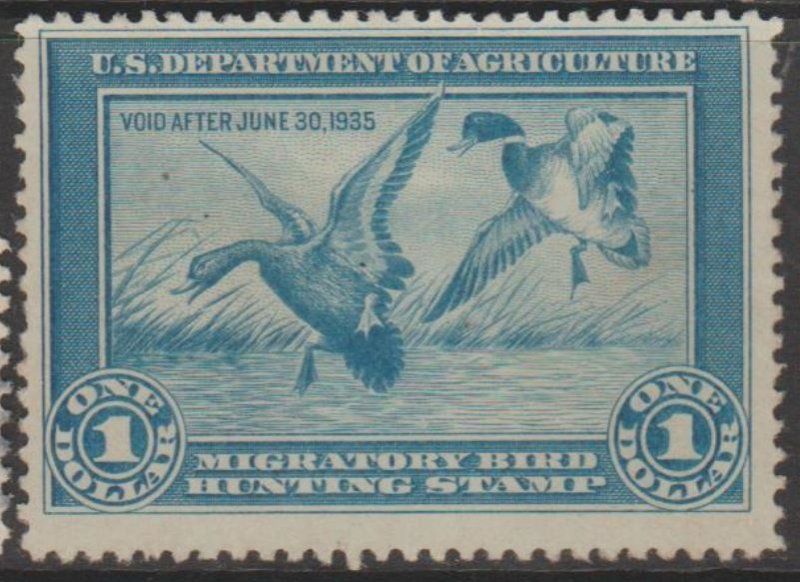 U.S. DEPARTMENT OF AGRICULTURE
VOID AFTER JUNE 30, 1935
ONE
1
DOLLAR
MIGRATORY BIRD
HUNTING STAMP
ONE
1
DOLLAR